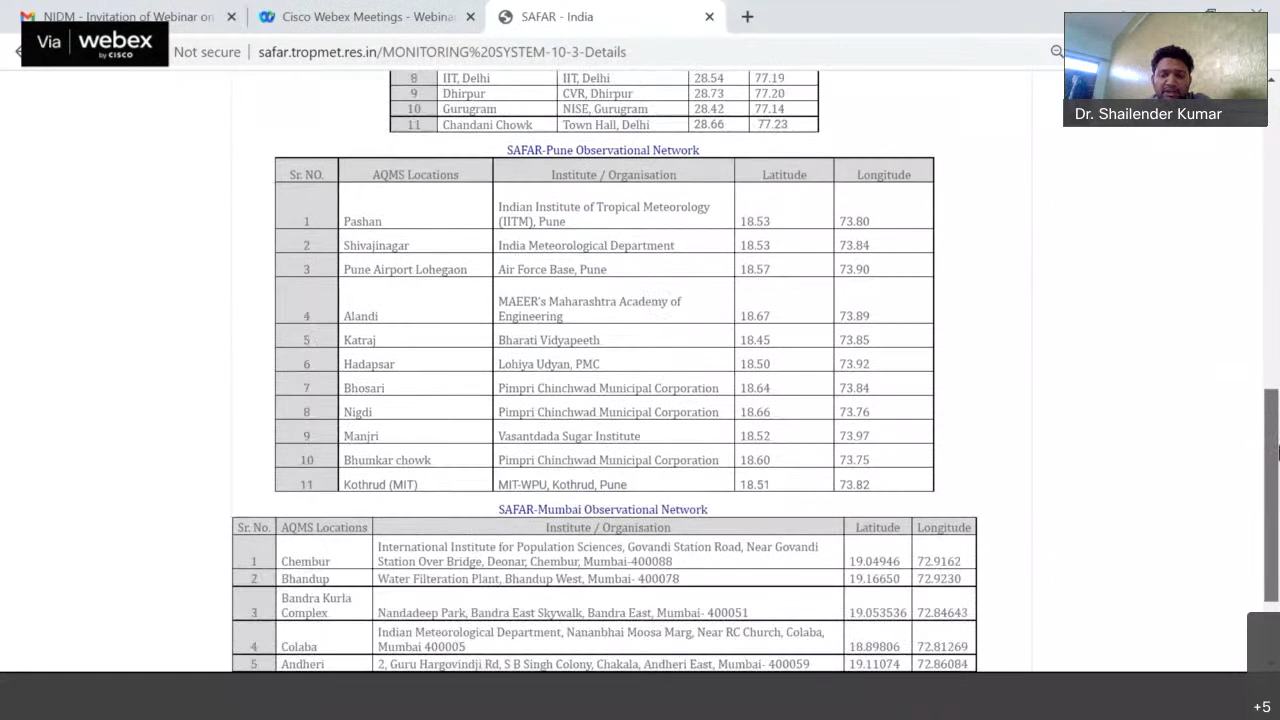 NIDM - Invitation of Webinar on
Cisco Webex Meetings - Webinar
SAFAR - India
Via webex
by CISCO
Not secure
safar.tropmet.res.in/MONITORING%20SYSTEM-10-3-Details
Dr. Shailender Kumar
8 IIT, Delhi IIT, Delhi 28.54 77.19
9 Dhirpur CVR, Dhirpur 28.73 77.20
10 Gurugram NISE, Gurugram 28.42 77.14
11 Chandani Chowk Town Hall, Delhi 28.66 77.23
SAFAR-Pune Observational Network
Sr. NO. AQMS Locations Institute / Organisation Latitude Longitude
Indian Institute of Tropical Meteorology
1 Pashan (IITM), Pune 18.53 73.80
2 Shivajinagar India Meteorological Department 18.53 73.84
3 Pune Airport Lohegaon Air Force Base, Pune 18.57 73.90
MAEER's Maharashtra Academy of
4 Alandi Engineering 18.67 73.89
5 Katraj Bharati Vidyapeeth 18.45 73.85
6 Hadapsar Lohiya Udyan, PMC 18.50 73.92
7 Bhosari Pimpri Chinchwad Municipal Corporation 18.64 73.84
8 Nigdi Pimpri Chinchwad Municipal Corporation 18.66 73.76
9 Manjri Vasantdada Sugar Institute 18.52 73.97
10 Bhumkar chowk Pimpri Chinchwad Municipal Corporation 18.60 73.75
11 Kothrud (MIT) MIT-WPU, Kothrud, Pune 18.51 73.82
SAFAR-Mumbai Observational Network
Sr. No. AQMS Locations Institute / Organisation Latitude Longitude
International Institute for Population Sciences, Govandi Station Road, Near Govandi
1 Chembur Station Over Bridge, Deonar, Chembur, Mumbai-400088 19.04946 72.9162
2 Bhandup Water Filteration Plant, Bhandup West, Mumbai- 400078 19.16650 72.9230
Bandra Kurla
3 Complex Nandadeep Park, Bandra East Skywalk, Bandra East, Mumbai- 400051 19.053536 72.84643
Indian Meteorological Department, Nananbhai Moosa Marg, Near RC Church, Colaba,
4 Colaba Mumbai 400005 18.89806 72.81269
5 Andheri 2, Guru Hargovindji Rd, S B Singh Colony, Chakala, Andheri East, Mumbai- 400059 19.11074 72.86084
+5